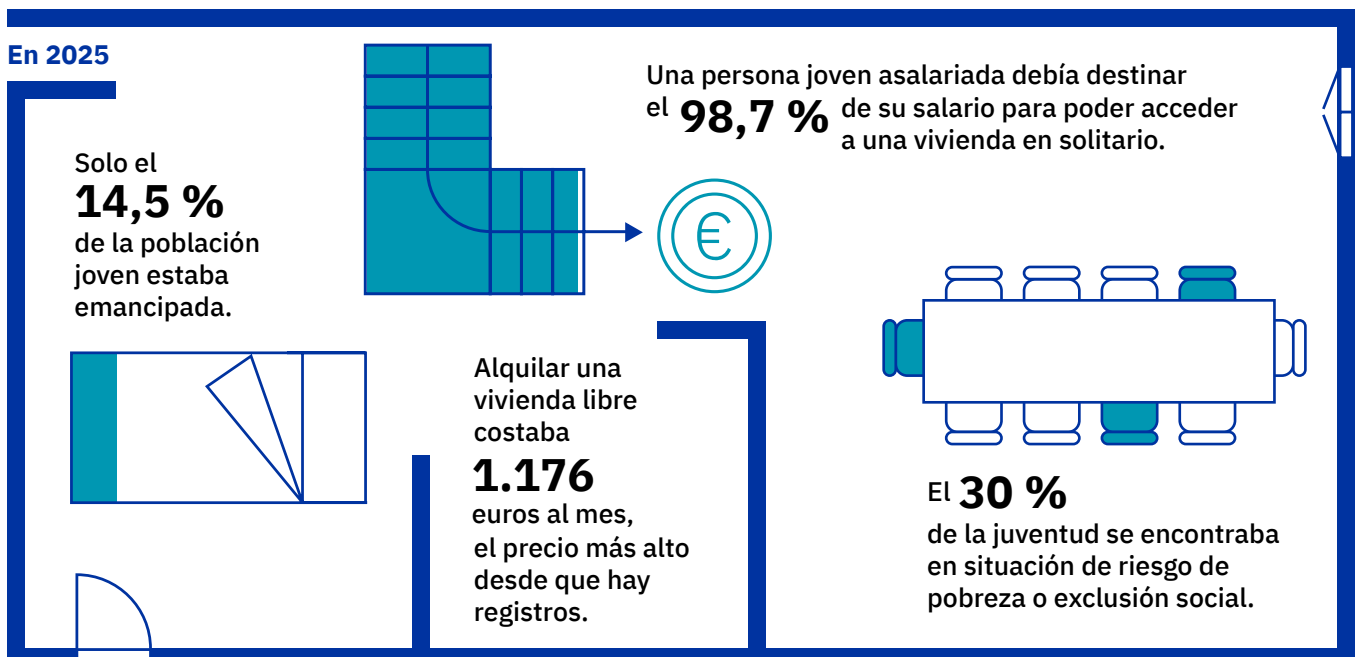 En 2025
Solo el
14,5 %
de la población
joven estaba
emancipada.
Una persona joven asalariada debía destinar
el 98,7 % de su salario para poder acceder
a una vivienda en solitario.
€
Alquilar una
vivienda libre
costaba
1.176
euros al mes,
el precio más alto
desde que hay
registros.
El 30 %
de la juventud se encontraba
en situación de riesgo de
pobreza o exclusión social.